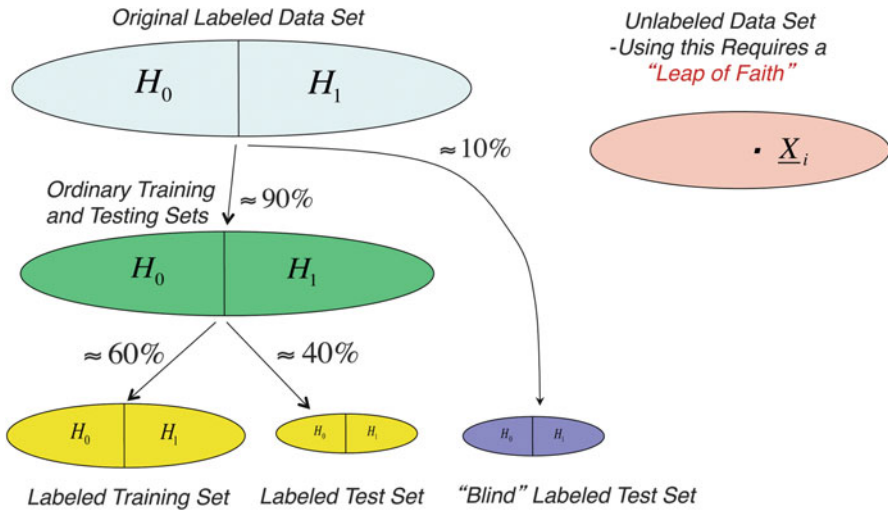 Original Labeled Data Set
H₀ H₁
Unlabeled Data Set
-Using this Requires a
“Leap of Faith”
· X̲ᵢ
≈10%
Ordinary Training
and Testing Sets
≈90%
H₀ H₁
≈60%
≈40%
H₀ H₁
H₀ H₁
H₀ H₁
Labeled Training Set
Labeled Test Set
“Blind” Labeled Test Set